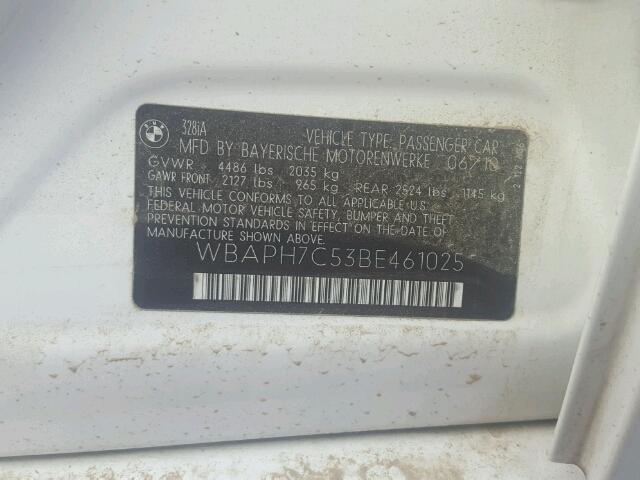 BMW
328iA
VEHICLE TYPE: PASSENGER CAR
MFD BY BAYERISCHE MOTORENWERKE 06/10
GVWR 4486 lbs 2035 kg
GAWR FRONT 2127 lbs 965 kg REAR 2524 lbs 1145 kg
THIS VEHICLE CONFORMS TO ALL APPLICABLE U.S.
FEDERAL MOTOR VEHICLE SAFETY, BUMPER AND THEFT
PREVENTION STANDARDS IN EFFECT ON THE DATE OF
MANUFACTURE SHOWN ABOVE.
WBAPH7C53BE461025